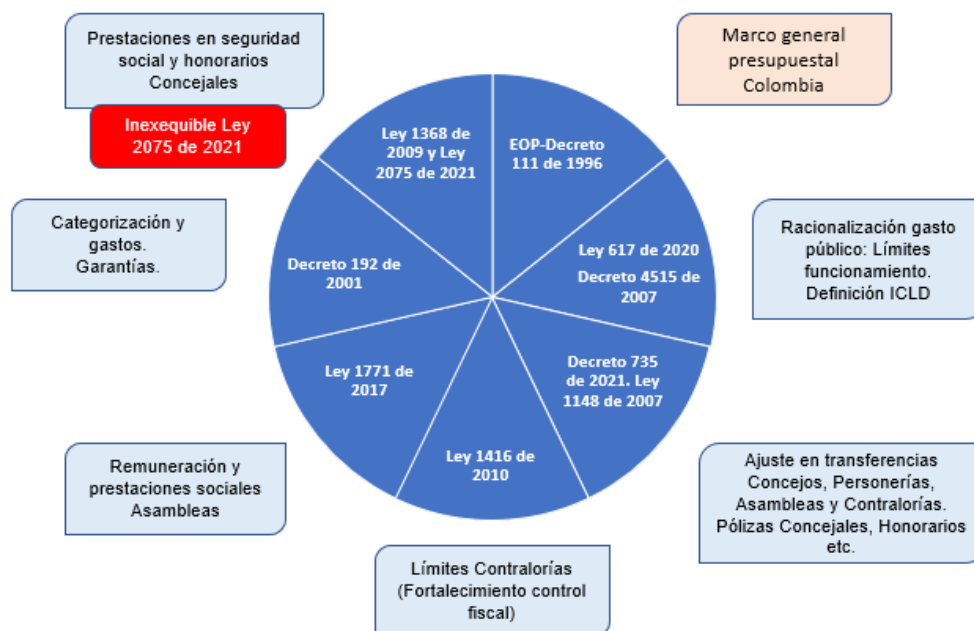 Prestaciones en seguridad
social y honorarios
Concejales
Inexequible Ley
2075 de 2021
Marco general
presupuestal
Colombia
Ley 1368 de
2009 y Ley
2075 de 2021
EOP-Decreto
111 de 1996
Categorización y
gastos.
Garantías.
Decreto 192 de
2001
Ley 617 de 2020
Decreto 4515 de
2007
Racionalización gasto
público: Límites
funcionamiento.
Definición ICLD
Ley 1771 de
2017
Decreto 735
de 2021. Ley
1148 de 2007
Ley 1416 de
2010
Remuneración y
prestaciones sociales
Asambleas
Ajuste en transferencias
Concejos, Personerías,
Asambleas y Contralorías.
Pólizas Concejales, Honorarios
etc.
Límites Contralorías
(Fortalecimiento control
fiscal)